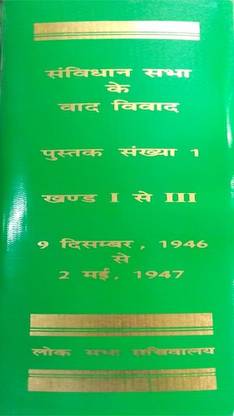 संविधान सभा
के
वाद विवाद
पुस्तक संख्या 1
खण्ड I से III
9 दिसम्बर, 1946
से
2 मई, 1947
लोक सभा सचिवालय